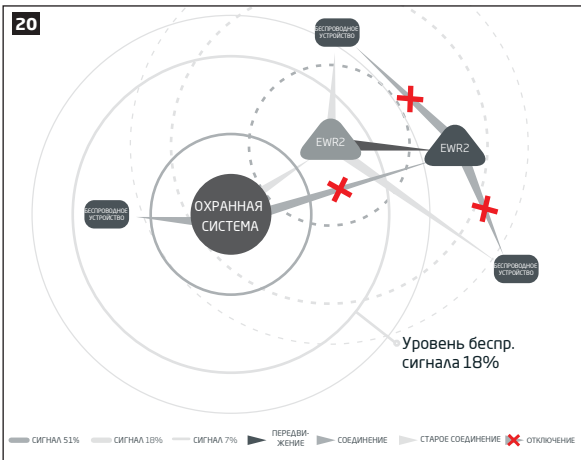 20
БЕСПРОВОДНОЕ
УСТРОЙСТВО
EWR2
EWR2
БЕСПРОВОДНОЕ
УСТРОЙСТВО
ОХРАННАЯ
СИСТЕМА
БЕСПРОВОДНОЕ
УСТРОЙСТВО
Уровень беспр.
сигнала 18%
СИГНАЛ 51%
СИГНАЛ 18%
СИГНАЛ 7%
ПЕРЕДВИ-
ЖЕНИЕ
СОЕДИНЕНИЕ
СТАРОЕ СОЕДИНЕНИЕ
ОТКЛЮЧЕНИЕ